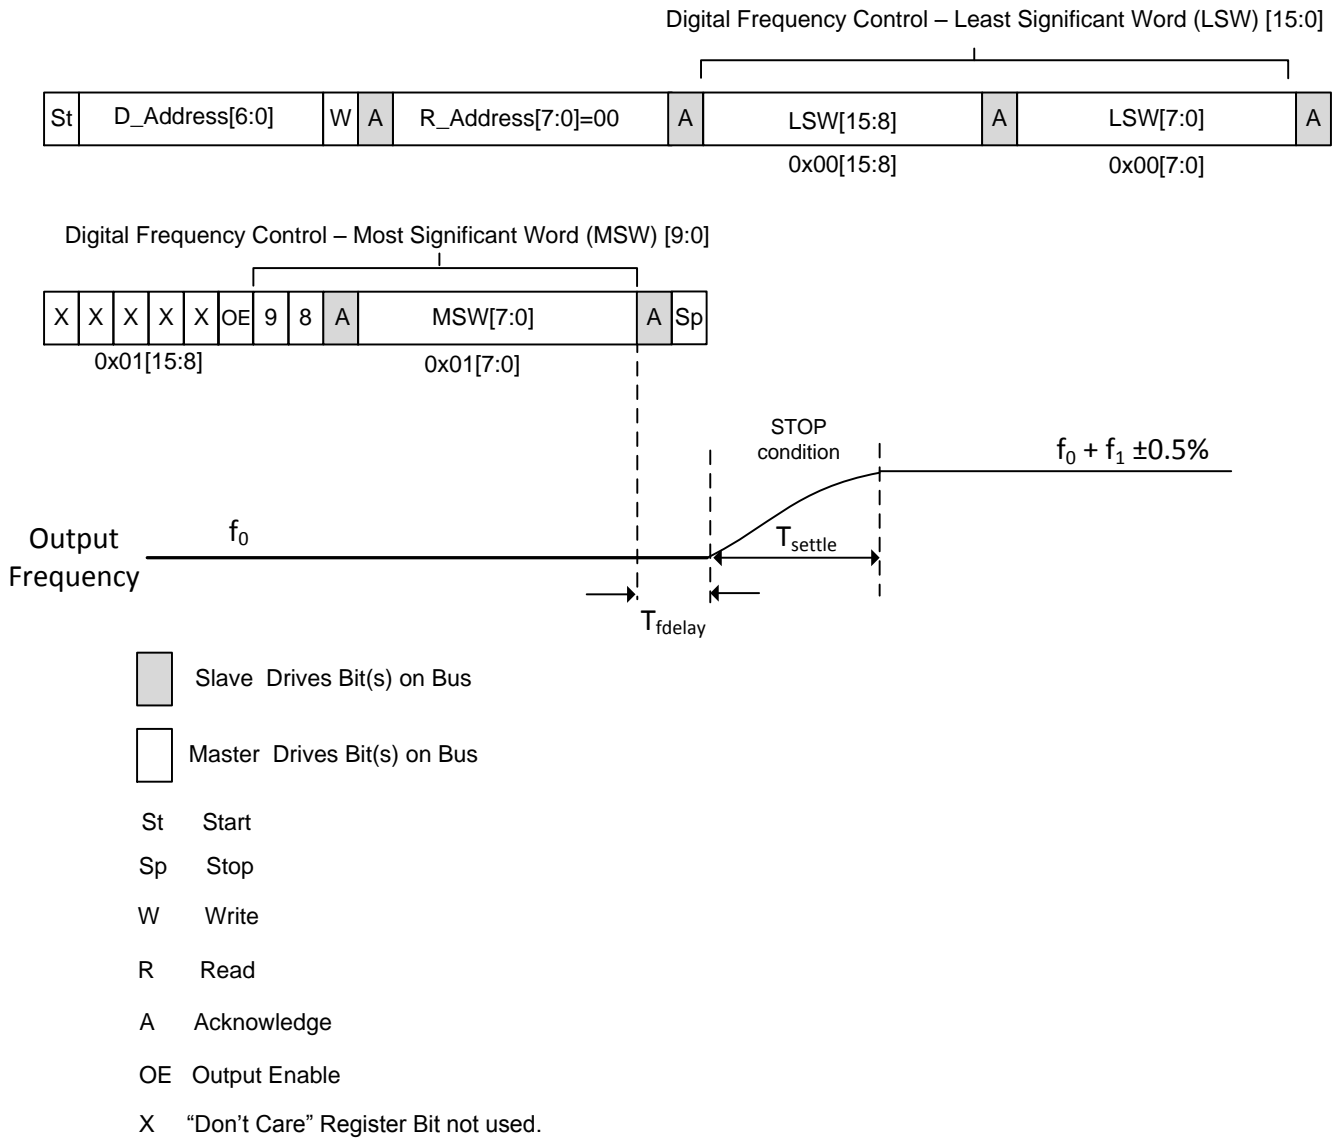 Digital Frequency Control – Least Significant Word (LSW) [15:0]
St D_Address[6:0] W A R_Address[7:0]=00 A LSW[15:8] A LSW[7:0] A
0x00[15:8] 0x00[7:0]
Digital Frequency Control – Most Significant Word (MSW) [9:0]
X X X X X OE 9 8 A MSW[7:0] A Sp
0x01[15:8] 0x01[7:0]
STOP
condition
f0 + f1 ±0.5%
Output
Frequency
f0
Tsettle
Tfdelay
Slave Drives Bit(s) on Bus
Master Drives Bit(s) on Bus
St Start
Sp Stop
W Write
R Read
A Acknowledge
OE Output Enable
X “Don’t Care” Register Bit not used.